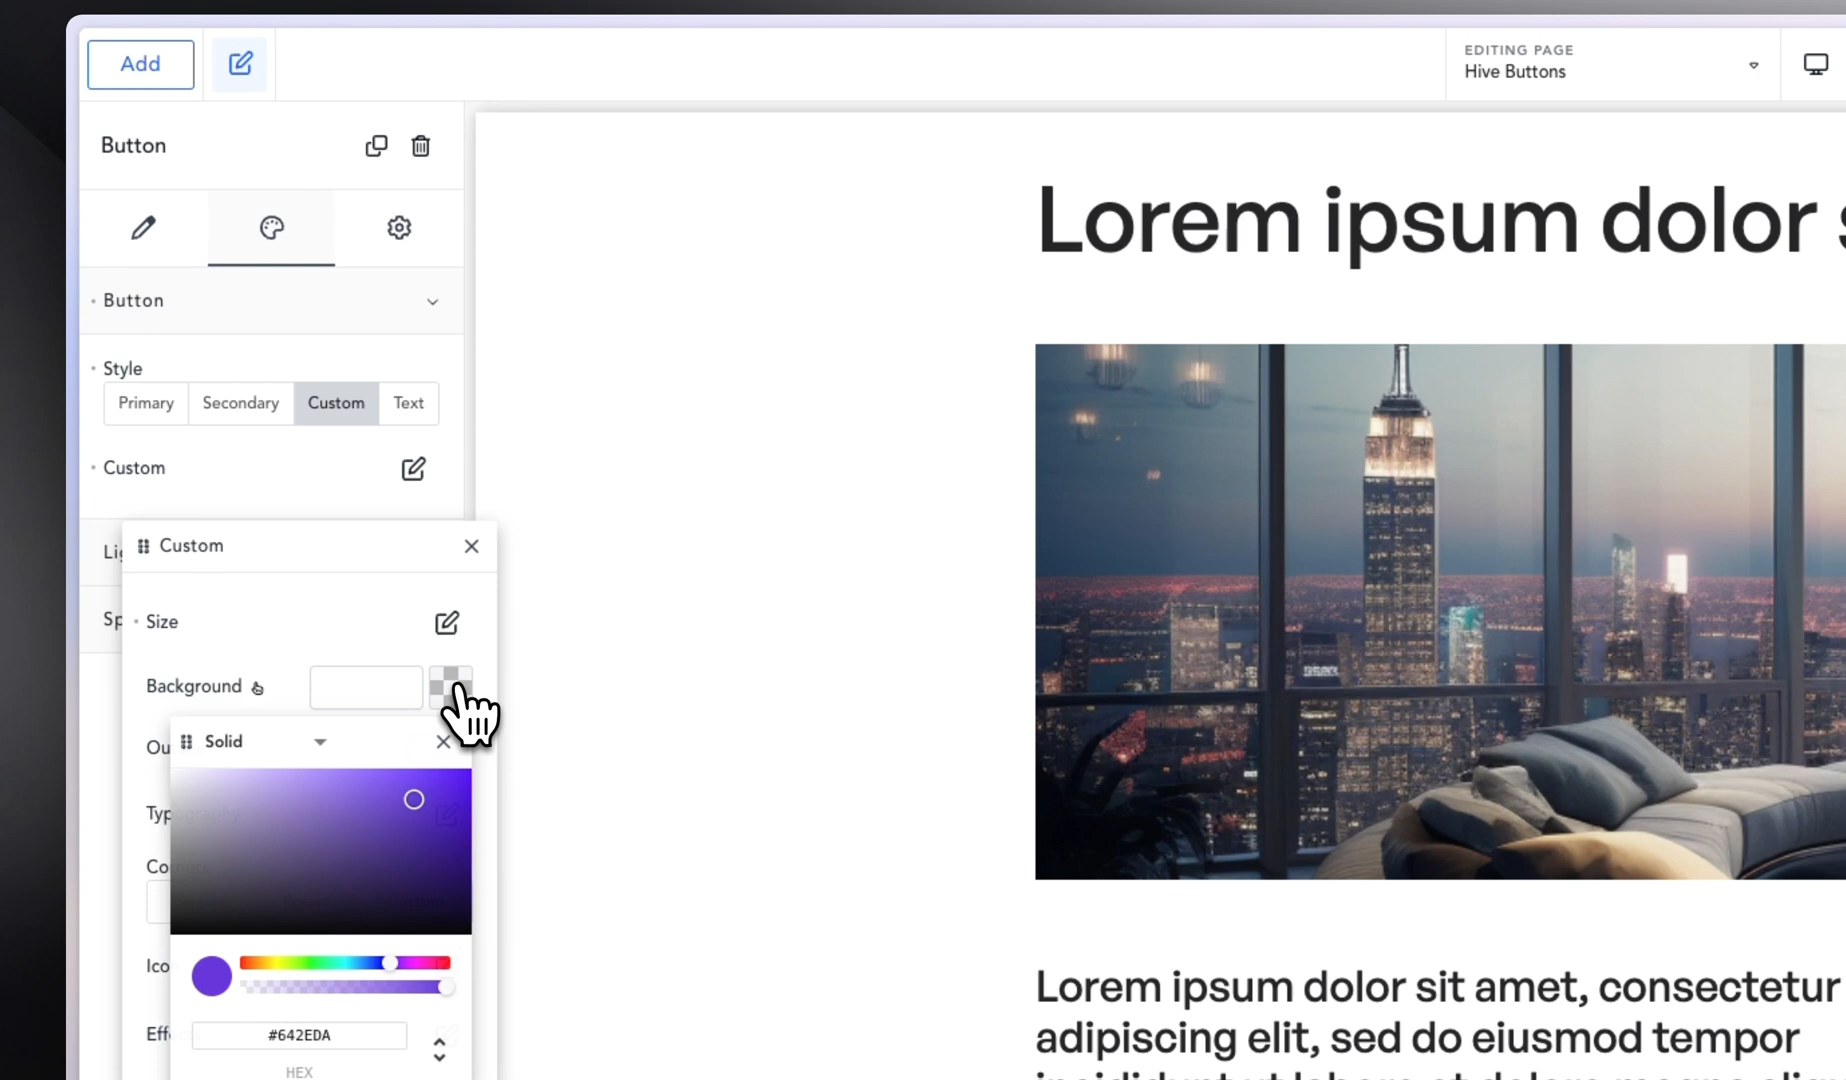 Add
EDITING PAGE
Hive Buttons
Button
Button
Style
Primary
Secondary
Custom
Text
Custom
Custom
Size
Background
Solid
#642EDA
HEX
Lorem ipsum dolor
Lorem ipsum dolor sit amet, consectetur
adipiscing elit, sed do eiusmod tempor